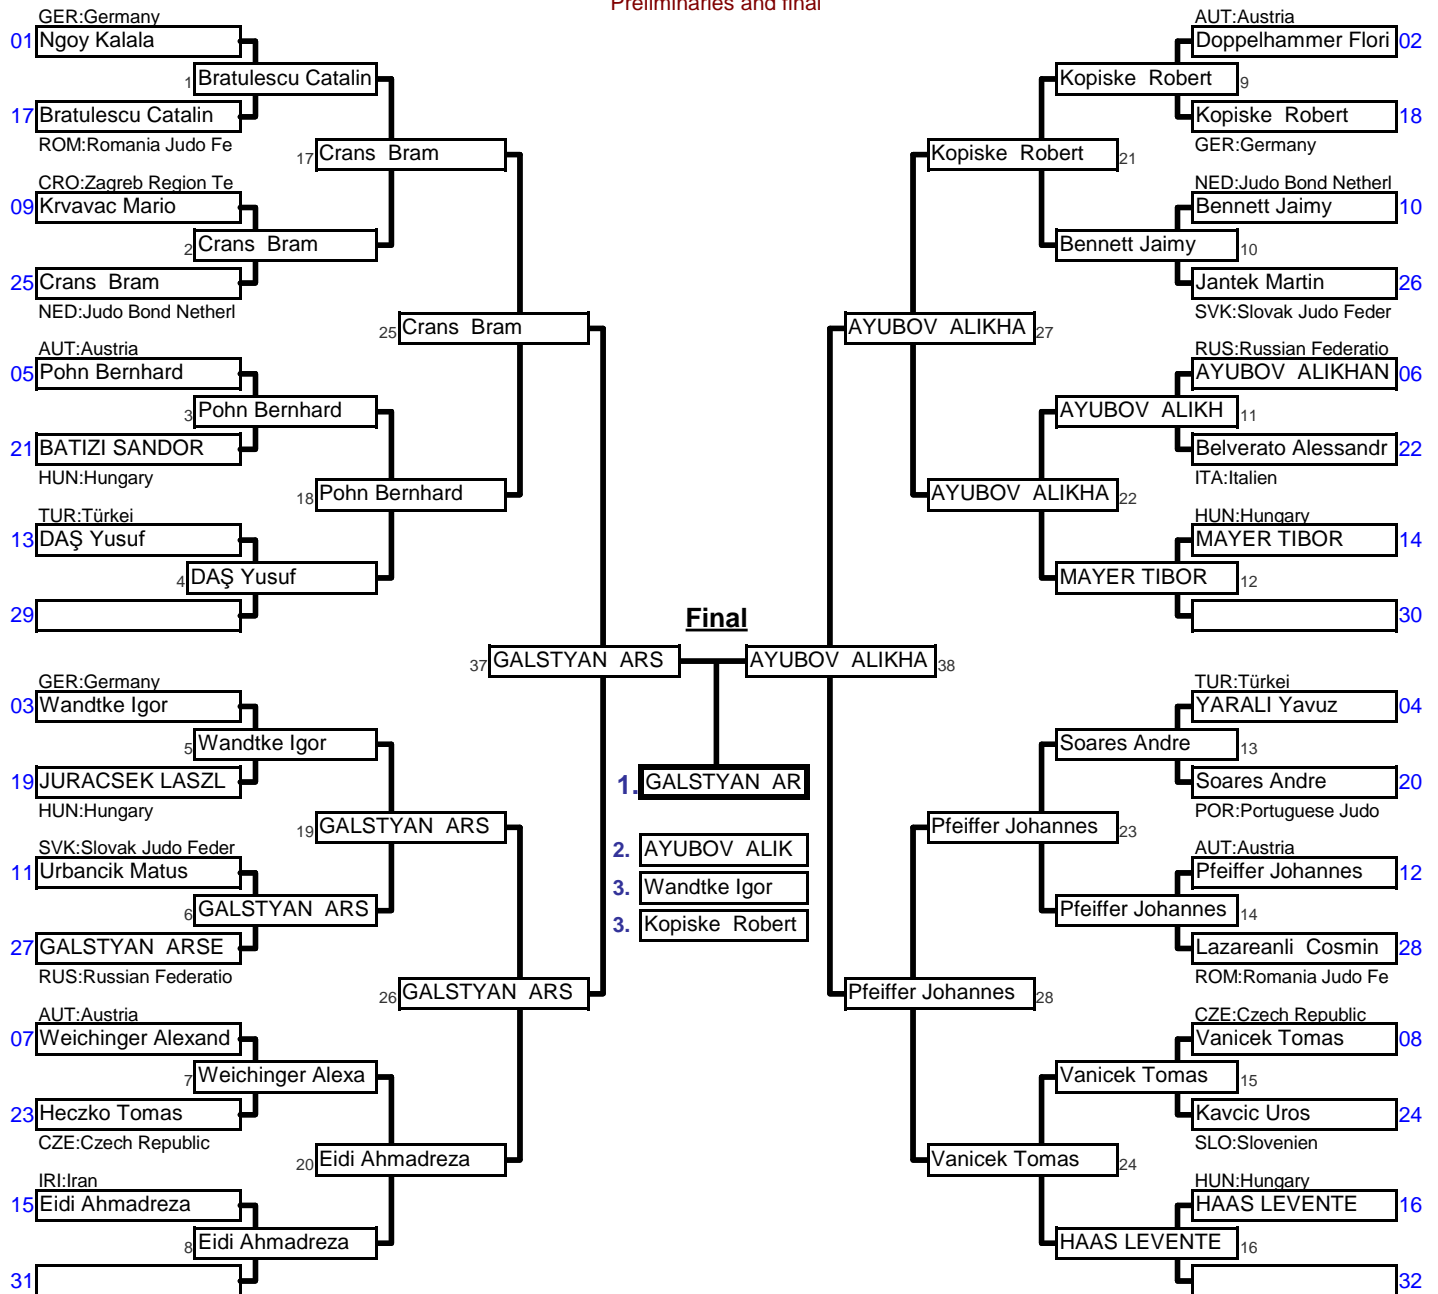 Preliminaries and final
GER:Germany
01 Ngoy Kalala
1 Bratulescu Catalin
17 Bratulescu Catalin
ROM:Romania Judo Fe
17 Crans Bram
CRO:Zagreb Region Te
09 Krvavac Mario
2 Crans Bram
25 Crans Bram
NED:Judo Bond Netherl
25 Crans Bram
AUT:Austria
05 Pohn Bernhard
3 Pohn Bernhard
21 BATIZI SANDOR
HUN:Hungary
18 Pohn Bernhard
TUR:Türkei
13 DAŞ Yusuf
4 DAŞ Yusuf
29
37 GALSTYAN ARS
GER:Germany
03 Wandtke Igor
5 Wandtke Igor
19 JURACSEK LASZL
HUN:Hungary
19 GALSTYAN ARS
SVK:Slovak Judo Feder
11 Urbancik Matus
6 GALSTYAN ARS
27 GALSTYAN ARSE
RUS:Russian Federatio
26 GALSTYAN ARS
AUT:Austria
07 Weichinger Alexand
7 Weichinger Alexa
23 Heczko Tomas
CZE:Czech Republic
20 Eidi Ahmadreza
IRI:Iran
15 Eidi Ahmadreza
8 Eidi Ahmadreza
31
Final
1. GALSTYAN AR
2. AYUBOV ALIK
3. Wandtke Igor
3. Kopiske Robert
AUT:Austria
Doppelhammer Flori 02
Kopiske Robert 9
Kopiske Robert 18
GER:Germany
Kopiske Robert 21
NED:Judo Bond Netherl
Bennett Jaimy 10
Bennett Jaimy 10
Jantek Martin 26
SVK:Slovak Judo Feder
AYUBOV ALIKHA 27
RUS:Russian Federatio
AYUBOV ALIKHAN 06
AYUBOV ALIKH 11
Belverato Alessandr 22
ITA:Italien
AYUBOV ALIKHA 22
HUN:Hungary
MAYER TIBOR 14
MAYER TIBOR 12
30
AYUBOV ALIKHA 38
TUR:Türkei
YARALI Yavuz 04
Soares Andre 13
Soares Andre 20
POR:Portuguese Judo
Pfeiffer Johannes 23
AUT:Austria
Pfeiffer Johannes 12
Pfeiffer Johannes 14
Lazareanli Cosmin 28
ROM:Romania Judo Fe
Pfeiffer Johannes 28
CZE:Czech Republic
Vanicek Tomas 08
Vanicek Tomas 15
Kavcic Uros 24
SLO:Slovenien
Vanicek Tomas 24
HUN:Hungary
HAAS LEVENTE 16
HAAS LEVENTE 16
32